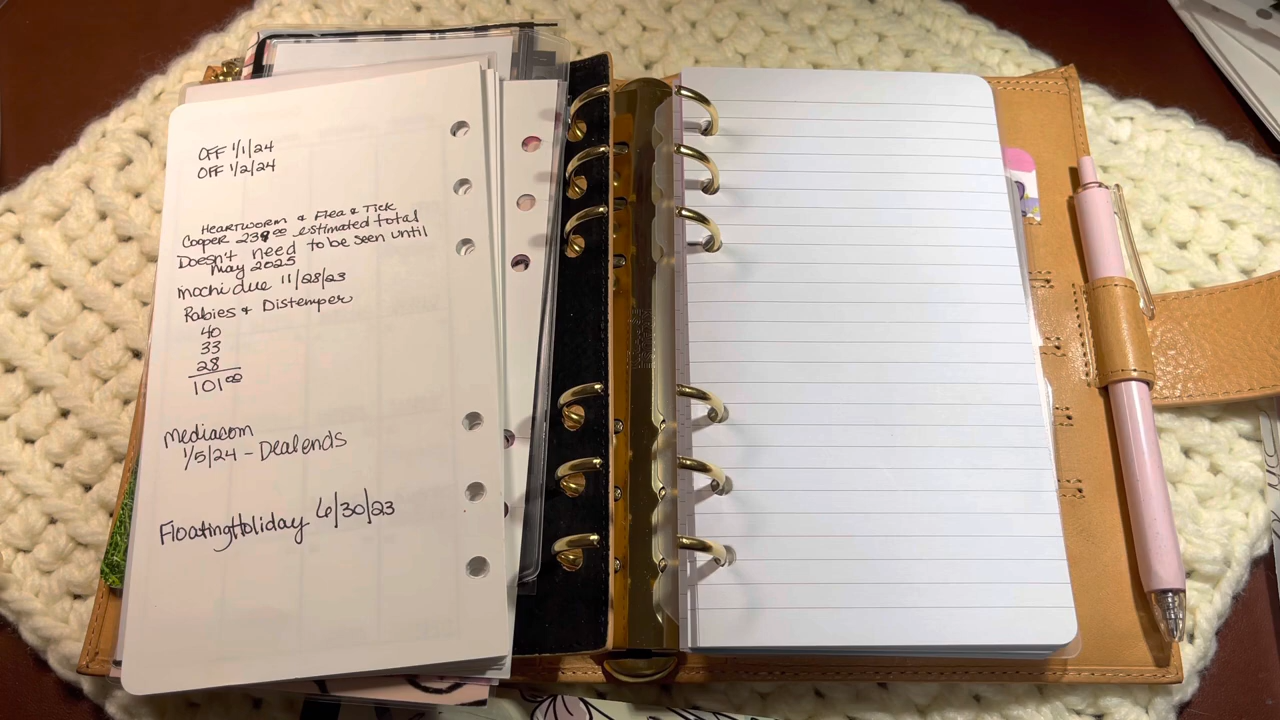 OFF 1/1/24
OFF 1/2/24
Heartworm & Flea & Tick
Cooper 239.00 estimated total
Doesn't need to be seen until
May 2025
Mochi due 11/28/23
Rabies & Distemper
40
33
28
101.00
Mediacom
1/5/24 - Deal ends
Floating Holiday 6/30/23